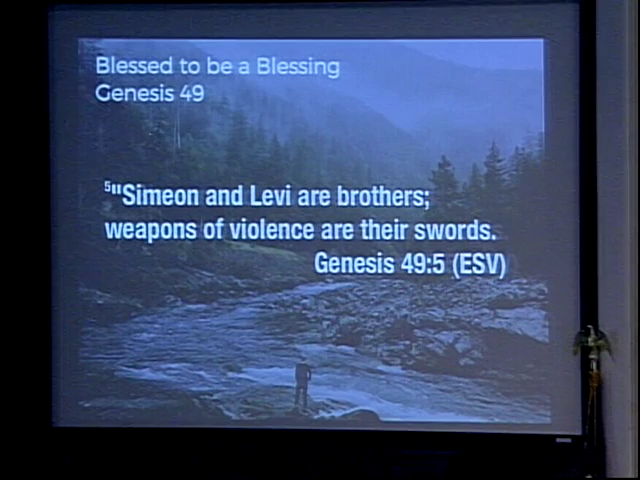 Blessed to be a Blessing
Genesis 49
⁵"Simeon and Levi are brothers;
weapons of violence are their swords.
Genesis 49:5 (ESV)